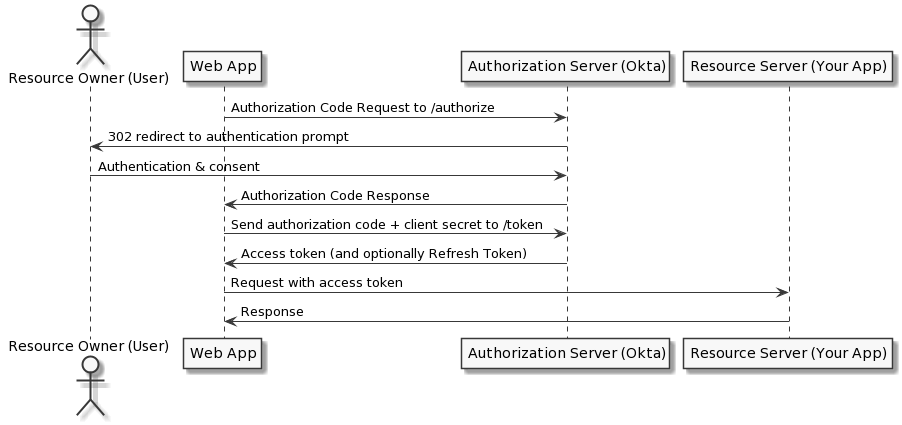 Resource Owner (User)
Web App
Authorization Server (Okta)
Resource Server (Your App)
Authorization Code Request to /authorize
302 redirect to authentication prompt
Authentication & consent
Authorization Code Response
Send authorization code + client secret to /token
Access token (and optionally Refresh Token)
Request with access token
Response
Resource Owner (User)
Web App
Authorization Server (Okta)
Resource Server (Your App)